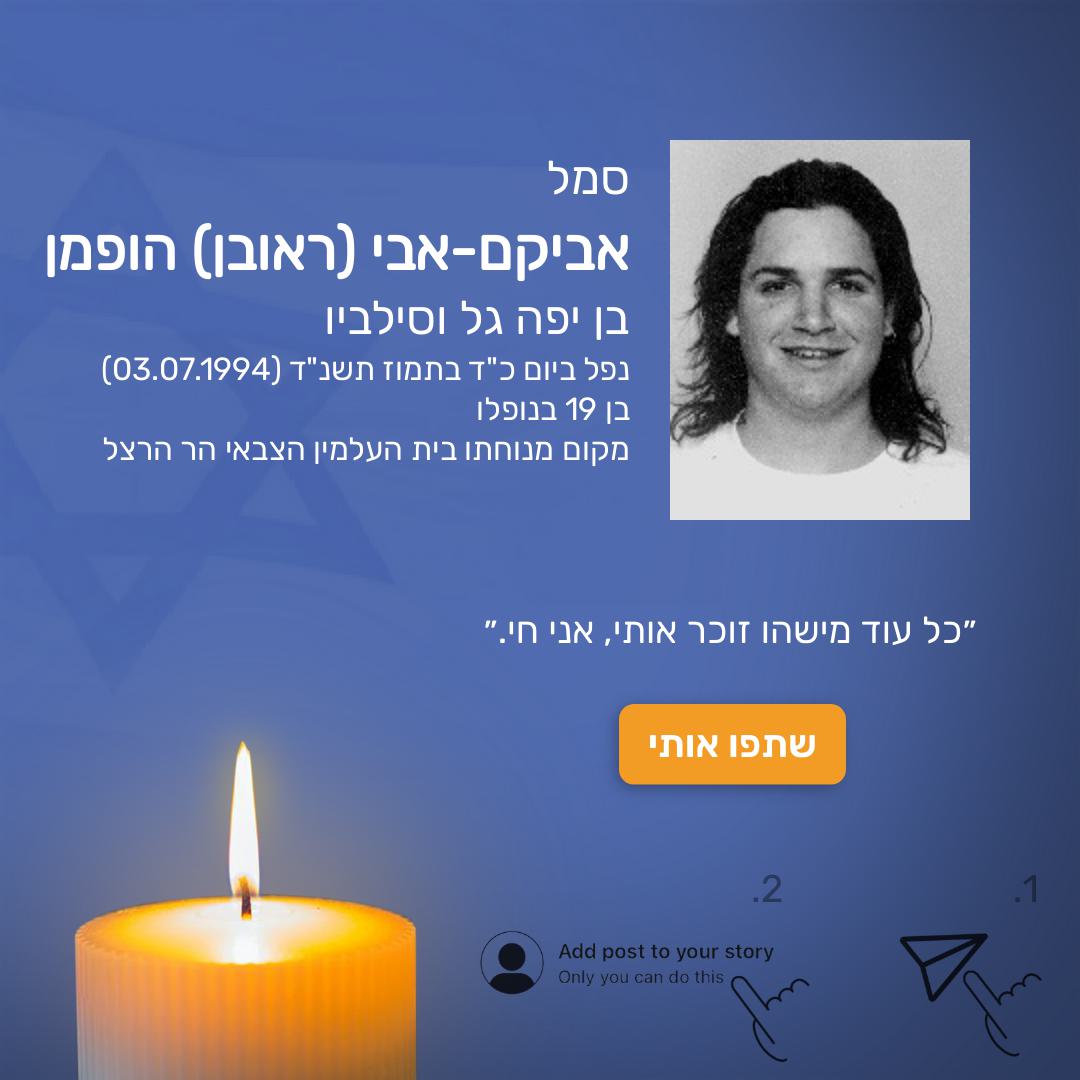 סמל
אביקם-אבי (ראובן) הופמן
בן יפה גל וסילביו
נפל ביום כ"ד בתמוז תשנ"ד (03.07.1994)
בן 19 בנופלו
מקום מנוחתו בית העלמין הצבאי הר הרצל
״כל עוד מישהו זוכר אותי, אני חי.״
שתפו אותי
.1
.2
Add post to your story
Only you can do this